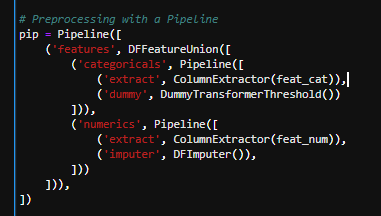 # Preprocessing with a Pipeline
pip = Pipeline([
    ('features', DFFeatureUnion([
        ('categoricals', Pipeline([
            ('extract', ColumnExtractor(feat_cat)),
            ('dummy', DummyTransformerThreshold())
        ])),
        ('numerics', Pipeline([
            ('extract', ColumnExtractor(feat_num)),
            ('imputer', DFImputer()),
        ]))
    ])),
])